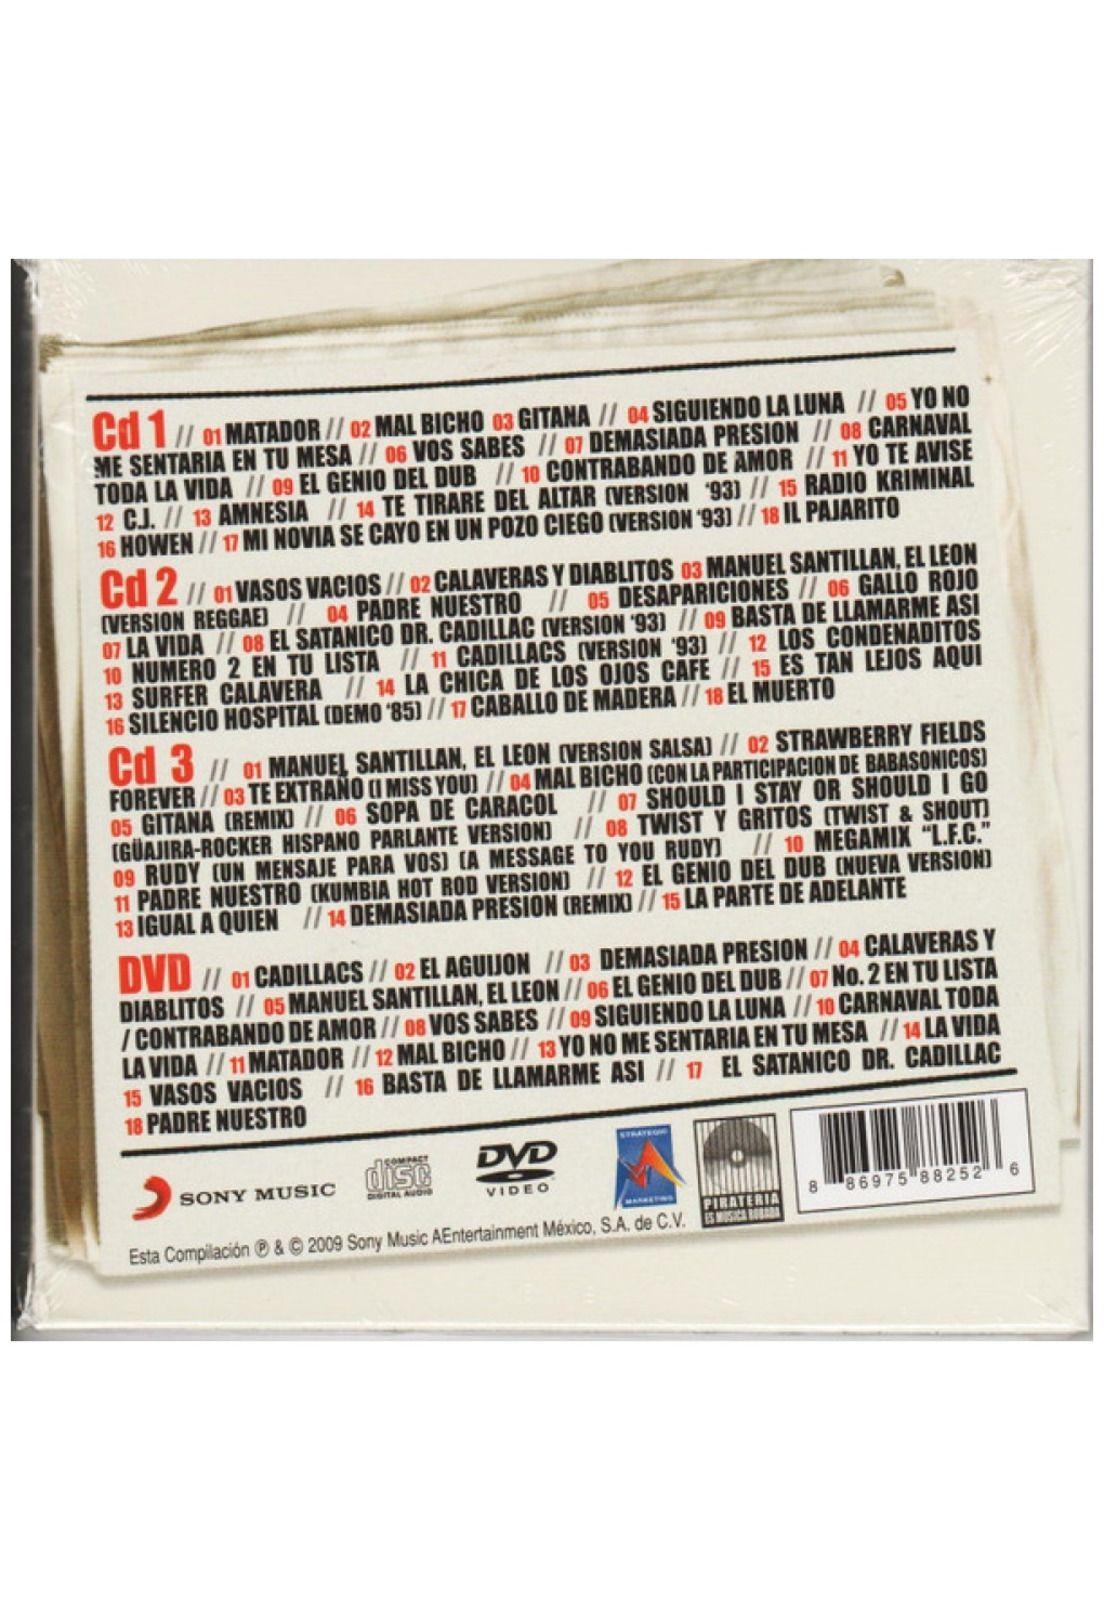 Cd 1 // 01 MATADOR // 02 MAL BICHO 03 GITANA // 04 SIGUIENDO LA LUNA // 05 YO NO
ME SENTARIA EN TU MESA // 06 VOS SABES // 07 DEMASIADA PRESION // 08 CARNAVAL
TODA LA VIDA // 09 EL GENIO DEL DUB // 10 CONTRABANDO DE AMOR // 11 YO TE AVISE
12 C.J. // 13 AMNESIA // 14 TE TIRARE DEL ALTAR (VERSION '93) // 15 RADIO KRIMINAL
16 HOWEN // 17 MI NOVIA SE CAYO EN UN POZO CIEGO (VERSION '93) // 18 IL PAJARITO
Cd 2 // 01 VASOS VACIOS // 02 CALAVERAS Y DIABLITOS 03 MANUEL SANTILLAN, EL LEON
(VERSION REGGAE) // 04 PADRE NUESTRO // 05 DESAPARICIONES // 06 GALLO ROJO
07 LA VIDA // 08 EL SATANICO DR. CADILLAC (VERSION '93) // 09 BASTA DE LLAMARME ASI
10 NUMERO 2 EN TU LISTA // 11 CADILLACS (VERSION '93) // 12 LOS CONDENADITOS
13 SURFER CALAVERA // 14 LA CHICA DE LOS OJOS CAFE // 15 ES TAN LEJOS AQUI
16 SILENCIO HOSPITAL (DEMO '85) // 17 CABALLO DE MADERA // 18 EL MUERTO
Cd 3 // 01 MANUEL SANTILLAN, EL LEON (VERSION SALSA) // 02 STRAWBERRY FIELDS
FOREVER // 03 TE EXTRAÑO (I MISS YOU) // 04 MAL BICHO (CON LA PARTICIPACION DE BABASONICOS)
05 GITANA (REMIX) // 06 SOPA DE CARACOL // 07 SHOULD I STAY OR SHOULD I GO
(GÜAJIRA-ROCKER HISPANO PARLANTE VERSION) // 08 TWIST Y GRITOS (TWIST & SHOUT)
09 RUDY (UN MENSAJE PARA VOS) (A MESSAGE TO YOU RUDY) // 10 MEGAMIX "L.F.C."
11 PADRE NUESTRO (KUMBIA HOT ROD VERSION) // 12 EL GENIO DEL DUB (NUEVA VERSION)
13 IGUAL A QUIEN // 14 DEMASIADA PRESION (REMIX) // 15 LA PARTE DE ADELANTE
DVD // 01 CADILLACS // 02 EL AGUIJON // 03 DEMASIADA PRESION // 04 CALAVERAS Y
DIABLITOS // 05 MANUEL SANTILLAN, EL LEON // 06 EL GENIO DEL DUB // 07 No. 2 EN TU LISTA
/ CONTRABANDO DE AMOR // 08 VOS SABES // 09 SIGUIENDO LA LUNA // 10 CARNAVAL TODA
LA VIDA // 11 MATADOR // 12 MAL BICHO // 13 YO NO ME SENTARIA EN TU MESA // 14 LA VIDA
15 VASOS VACIOS // 16 BASTA DE LLAMARME ASI // 17 EL SATANICO DR. CADILLAC
18 PADRE NUESTRO
SONY MUSIC
COMPACT
disc
DIGITAL AUDIO
DVD
VIDEO
STRATEGIC
MARKETING
PIRATERIA
ES MUSICA ROBADA
8 86975 88252 6
Esta Compilación ℗ & © 2009 Sony Music AEntertainment México, S.A. de C.V.